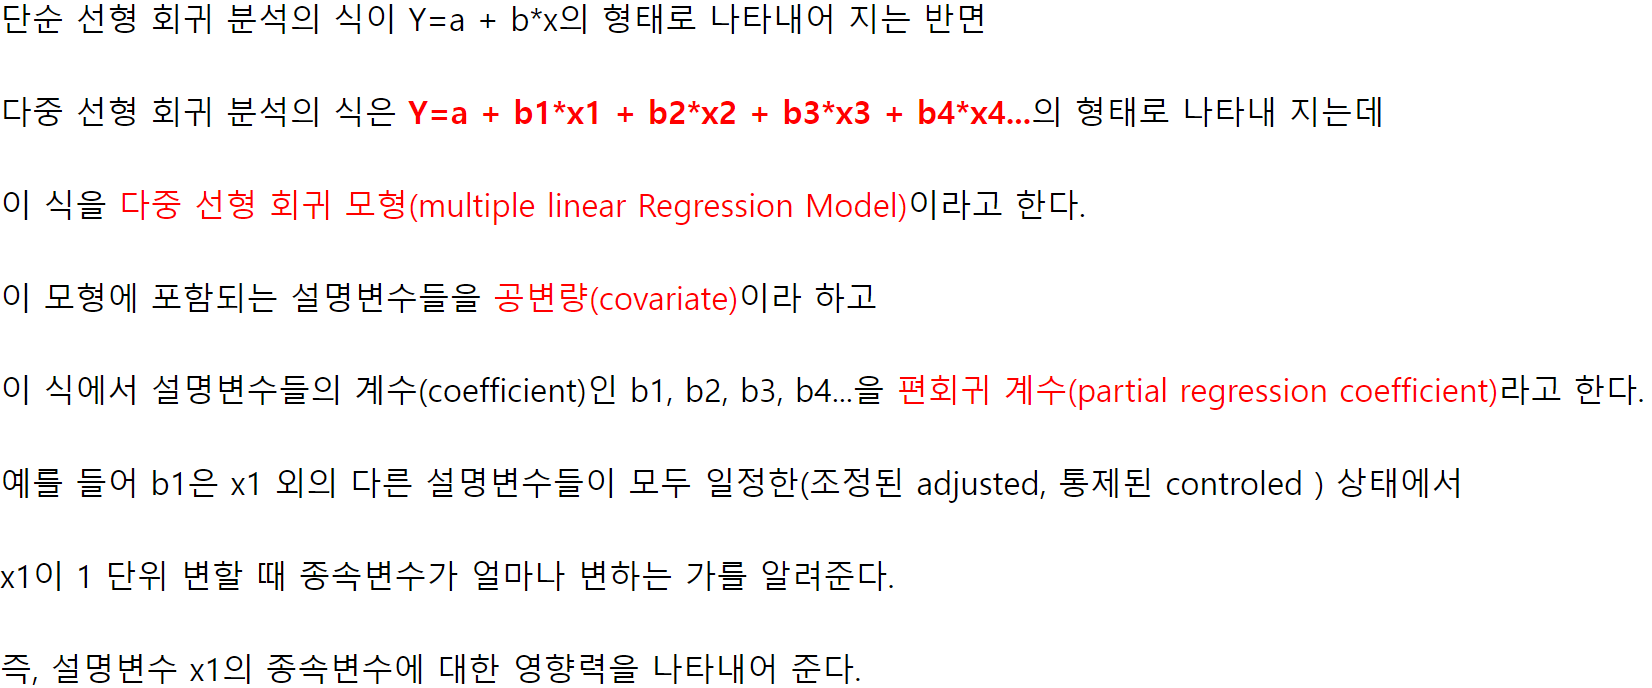 단순 선형 회귀 분석의 식이 Y=a + b*x의 형태로 나타내어 지는 반면
다중 선형 회귀 분석의 식은 Y=a + b1*x1 + b2*x2 + b3*x3 + b4*x4...의 형태로 나타내 지는데
이 식을 다중 선형 회귀 모형(multiple linear Regression Model)이라고 한다.
이 모형에 포함되는 설명변수들을 공변량(covariate)이라 하고
이 식에서 설명변수들의 계수(coefficient)인 b1, b2, b3, b4...을 편회귀 계수(partial regression coefficient)라고 한다.
예를 들어 b1은 x1 외의 다른 설명변수들이 모두 일정한(조정된 adjusted, 통제된 controled ) 상태에서
x1이 1 단위 변할 때 종속변수가 얼마나 변하는 가를 알려준다.
즉, 설명변수 x1의 종속변수에 대한 영향력을 나타내어 준다.